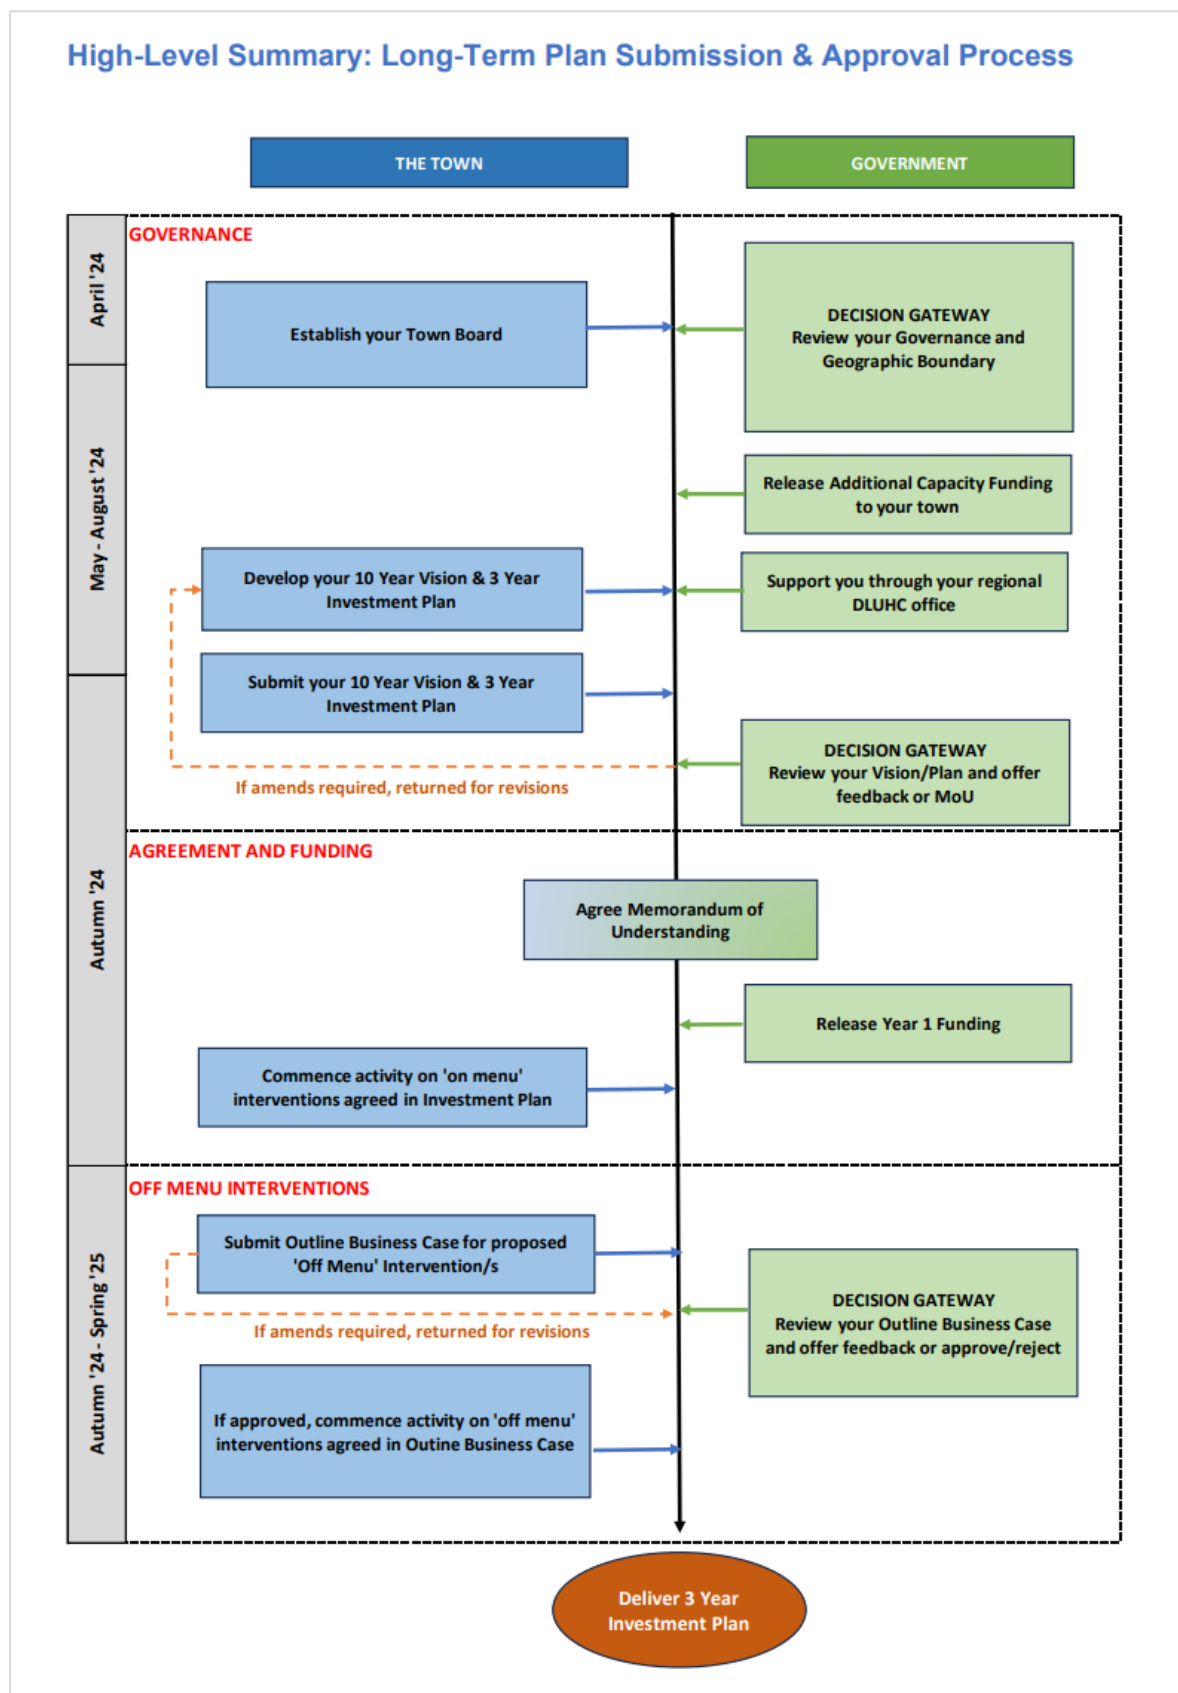 High-Level Summary: Long-Term Plan Submission & Approval Process
THE TOWN
GOVERNMENT
April '24
GOVERNANCE
Establish your Town Board
DECISION GATEWAY
Review your Governance and
Geographic Boundary
May - August '24
Release Additional Capacity Funding
to your town
Develop your 10 Year Vision & 3 Year
Investment Plan
Support you through your regional
DLUHC office
Submit your 10 Year Vision & 3 Year
Investment Plan
DECISION GATEWAY
Review your Vision/Plan and offer
feedback or MoU
If amends required, returned for revisions
Autumn '24
AGREEMENT AND FUNDING
Agree Memorandum of
Understanding
Release Year 1 Funding
Commence activity on 'on menu'
interventions agreed in Investment Plan
Autumn '24 - Spring '25
OFF MENU INTERVENTIONS
Submit Outline Business Case for proposed
'Off Menu' Intervention/s
DECISION GATEWAY
Review your Outline Business Case
and offer feedback or approve/reject
If amends required, returned for revisions
If approved, commence activity on 'off menu'
interventions agreed in Outine Business Case
Deliver 3 Year
Investment Plan